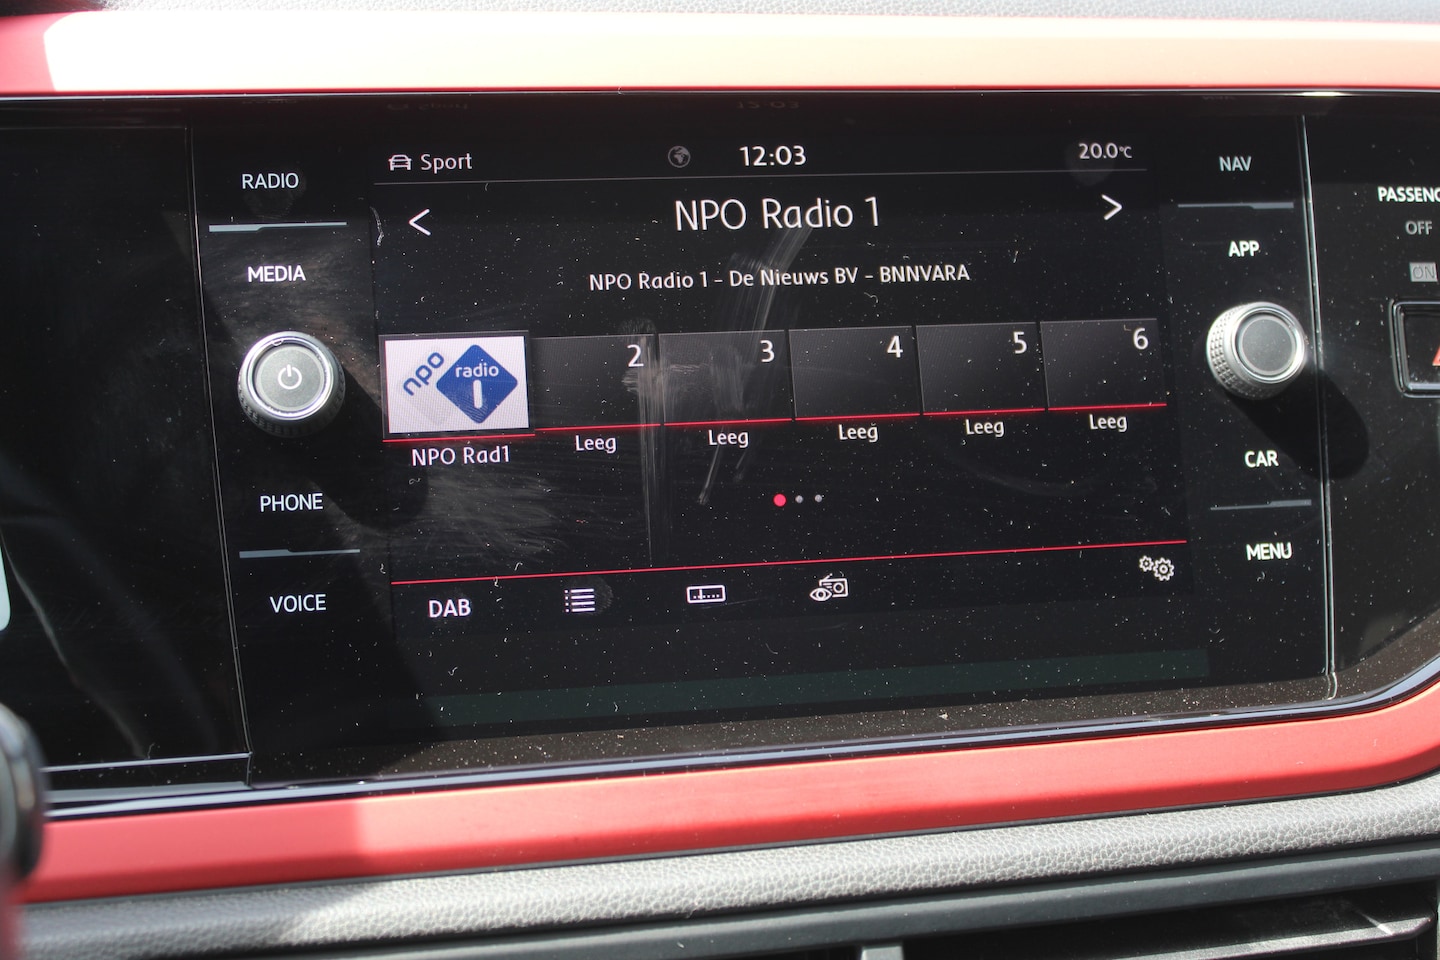 Sport 12:03 20.0°C
RADIO
NAV
PASSENG
NPO Radio 1
OFF
APP
MEDIA
NPO Radio 1 - De Nieuws BV - BNNVARA
ON
npo radio 1
2 3 4 5 6
NPO Rad1 Leeg Leeg Leeg Leeg Leeg
CAR
PHONE
MENU
VOICE
DAB